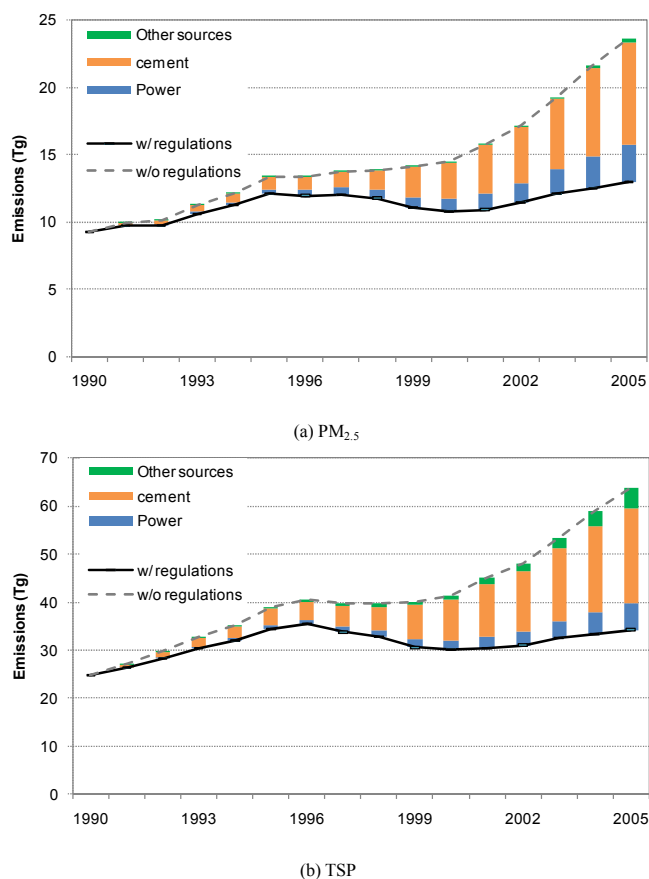 25
Other sources
cement
20
Power
w/ regulations
15
w/o regulations
Emissions (Tg)
10
5
0
1990 1993 1996 1999 2002 2005
(a) PM2.5
70
Other sources
60
cement
Power
50
w/ regulations
w/o regulations
40
Emissions (Tg)
30
20
10
0
1990 1993 1996 1999 2002 2005
(b) TSP